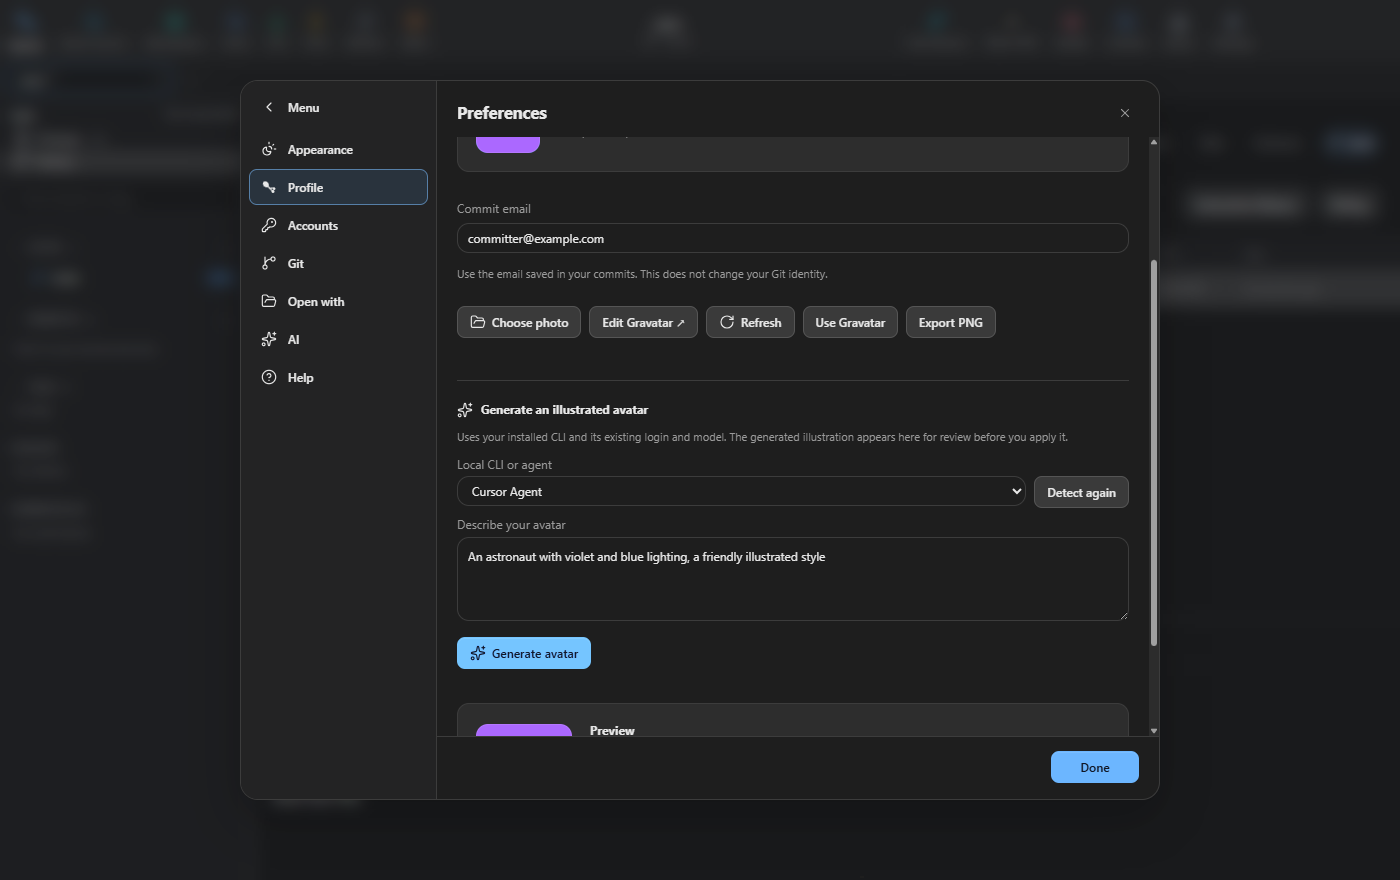 Menu
Appearance
Profile
Accounts
Git
Open with
AI
Help
Preferences
Commit email
committer@example.com
Use the email saved in your commits. This does not change your Git identity.
Choose photo
Edit Gravatar ↗
Refresh
Use Gravatar
Export PNG
Generate an illustrated avatar
Uses your installed CLI and its existing login and model. The generated illustration appears here for review before you apply it.
Local CLI or agent
Cursor Agent
Detect again
Describe your avatar
An astronaut with violet and blue lighting, a friendly illustrated style
Generate avatar
Preview
Done